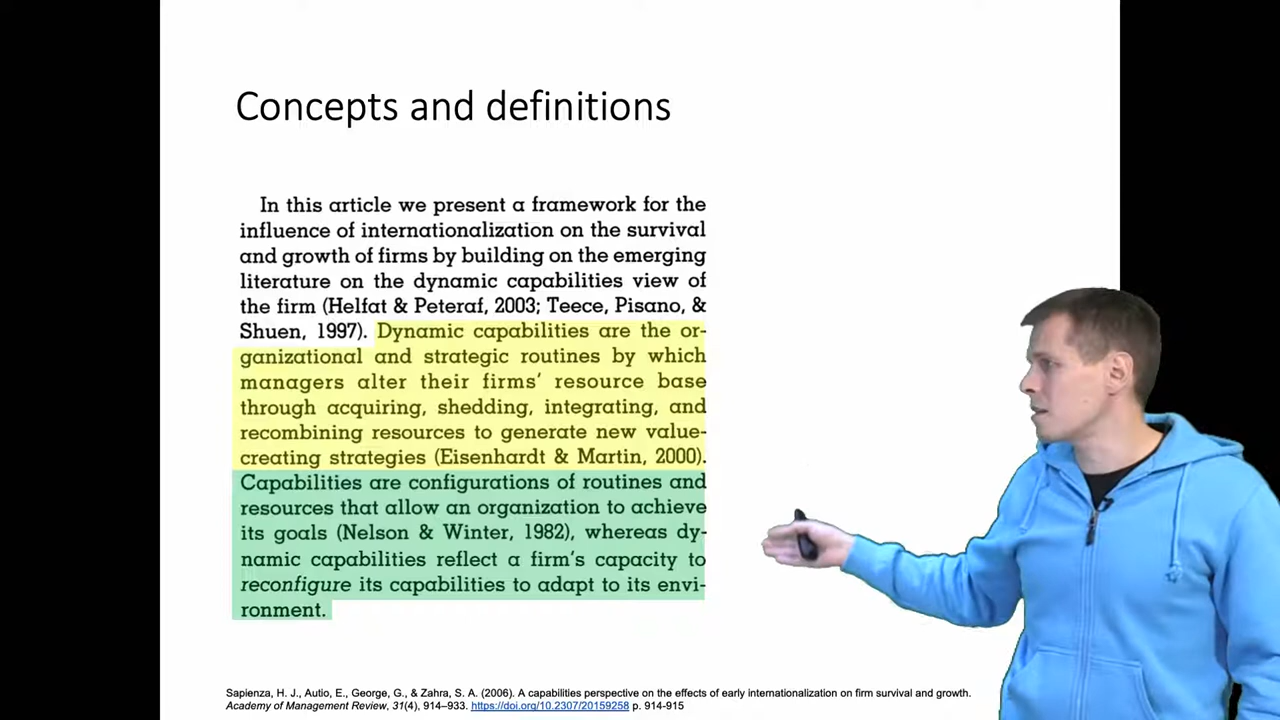 Concepts and definitions
In this article we present a framework for the
influence of internationalization on the survival
and growth of firms by building on the emerging
literature on the dynamic capabilities view of
the firm (Helfat & Peteraf, 2003; Teece, Pisano, &
Shuen, 1997). Dynamic capabilities are the or-
ganizational and strategic routines by which
managers alter their firms' resource base
through acquiring, shedding, integrating, and
recombining resources to generate new value-
creating strategies (Eisenhardt & Martin, 2000).
Capabilities are configurations of routines and
resources that allow an organization to achieve
its goals (Nelson & Winter, 1982), whereas dy-
namic capabilities reflect a firm's capacity to
reconfigure its capabilities to adapt to its envi-
ronment.
Sapienza, H. J., Autio, E., George, G., & Zahra, S. A. (2006). A capabilities perspective on the effects of early internationalization on firm survival and growth.
Academy of Management Review, 31(4), 914–933. https://doi.org/10.2307/20159258 p. 914-915